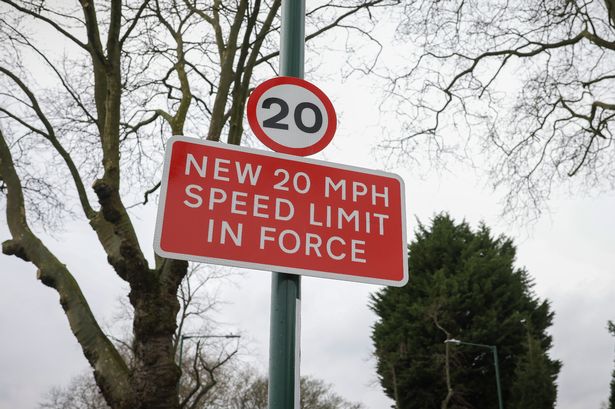 20
NEW 20 MPH
SPEED LIMIT
IN FORCE